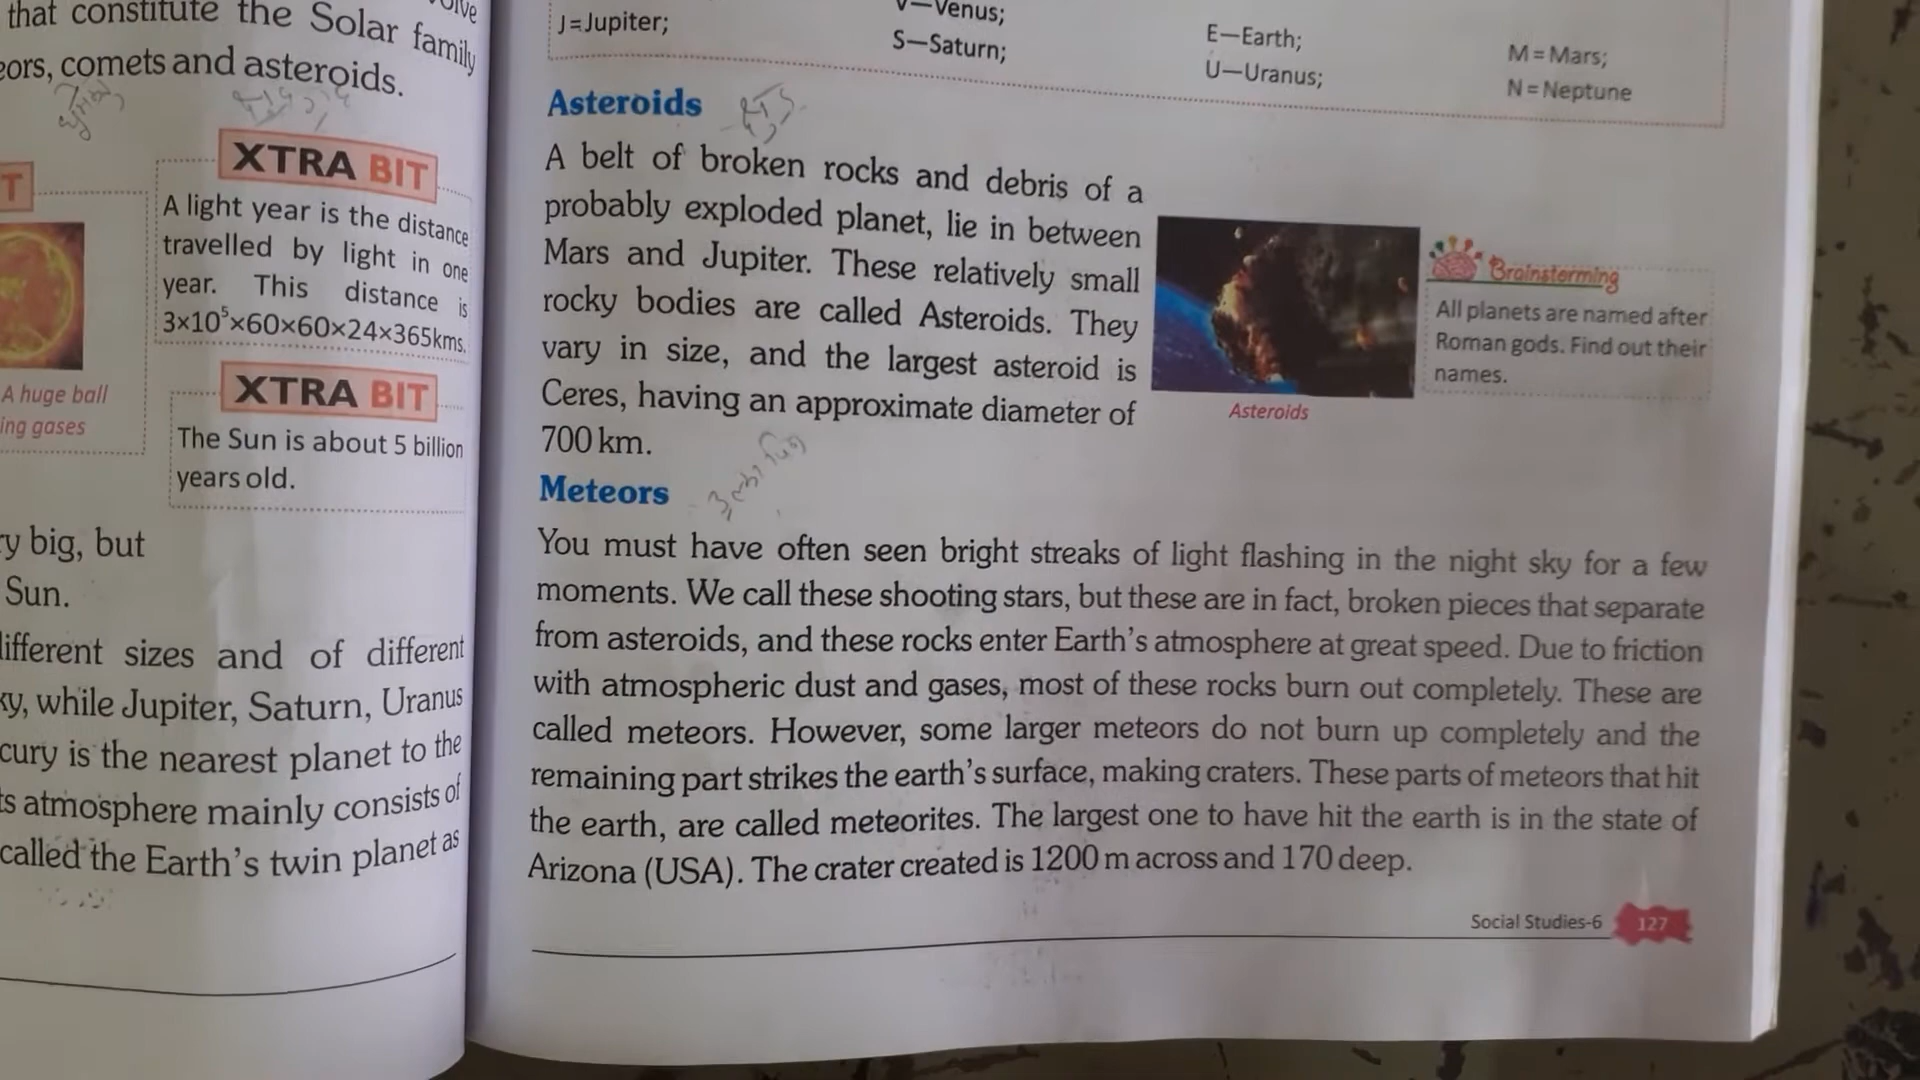 that constitute the Solar family
comets and asteroids.
XTRA BIT
A light year is the distance
travelled by light in one
year. This distance is
3×10⁵×60×60×24×365kms.
T
A huge ball
gases
XTRA BIT
The Sun is about 5 billion
years old.
big, but
Sun.
different sizes and of different
while Jupiter, Saturn, Uranus
is the nearest planet to the
atmosphere mainly consists of
called the Earth's twin planet as
J=Jupiter;
V—Venus;
S—Saturn;
E—Earth;
U—Uranus;
M=Mars;
N=Neptune
Asteroids
A belt of broken rocks and debris of a
probably exploded planet, lie in between
Mars and Jupiter. These relatively small
rocky bodies are called Asteroids. They
vary in size, and the largest asteroid is
Ceres, having an approximate diameter of
700 km.
Asteroids
Brainstorming
All planets are named after
Roman gods. Find out their
names.
Meteors
You must have often seen bright streaks of light flashing in the night sky for a few
moments. We call these shooting stars, but these are in fact, broken pieces that separate
from asteroids, and these rocks enter Earth's atmosphere at great speed. Due to friction
with atmospheric dust and gases, most of these rocks burn out completely. These are
called meteors. However, some larger meteors do not burn up completely and the
remaining part strikes the earth's surface, making craters. These parts of meteors that hit
the earth, are called meteorites. The largest one to have hit the earth is in the state of
Arizona (USA). The crater created is 1200 m across and 170 deep.
Social Studies-6 127